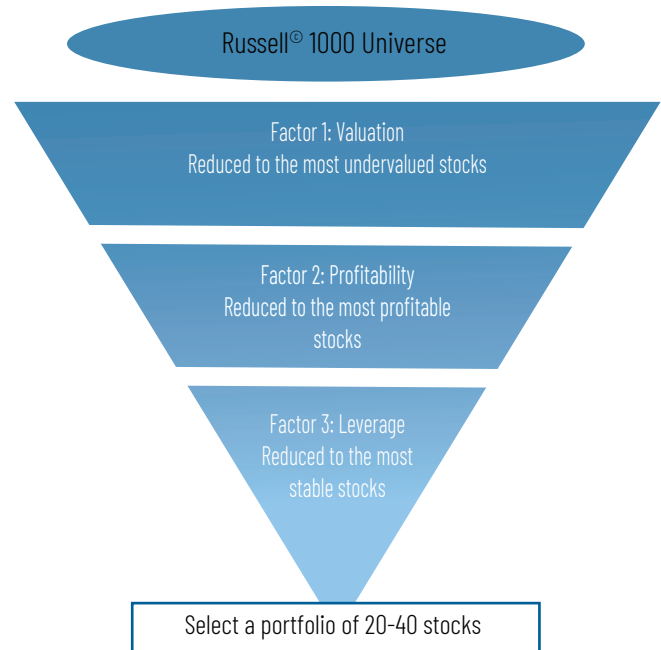 Russell© 1000 Universe
Factor 1: Valuation
Reduced to the most undervalued stocks
Factor 2: Profitability
Reduced to the most profitable
stocks
Factor 3: Leverage
Reduced to the most
stable stocks
Select a portfolio of 20-40 stocks